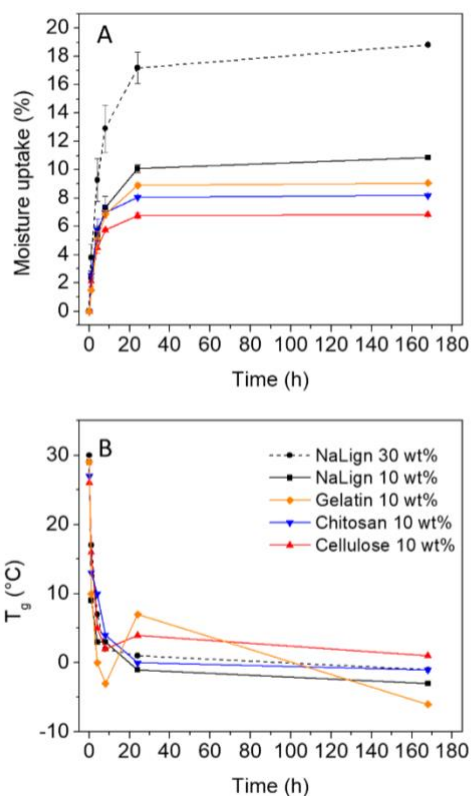 A
20
18
16
14
12
10
8
6
4
2
0
Moisture uptake (%)
0 20 40 60 80 100 120 140 160 180
Time (h)
B
NaLign 30 wt%
NaLign 10 wt%
Gelatin 10 wt%
Chitosan 10 wt%
Cellulose 10 wt%
30
20
10
0
-10
Tg (°C)
0 20 40 60 80 100 120 140 160 180
Time (h)